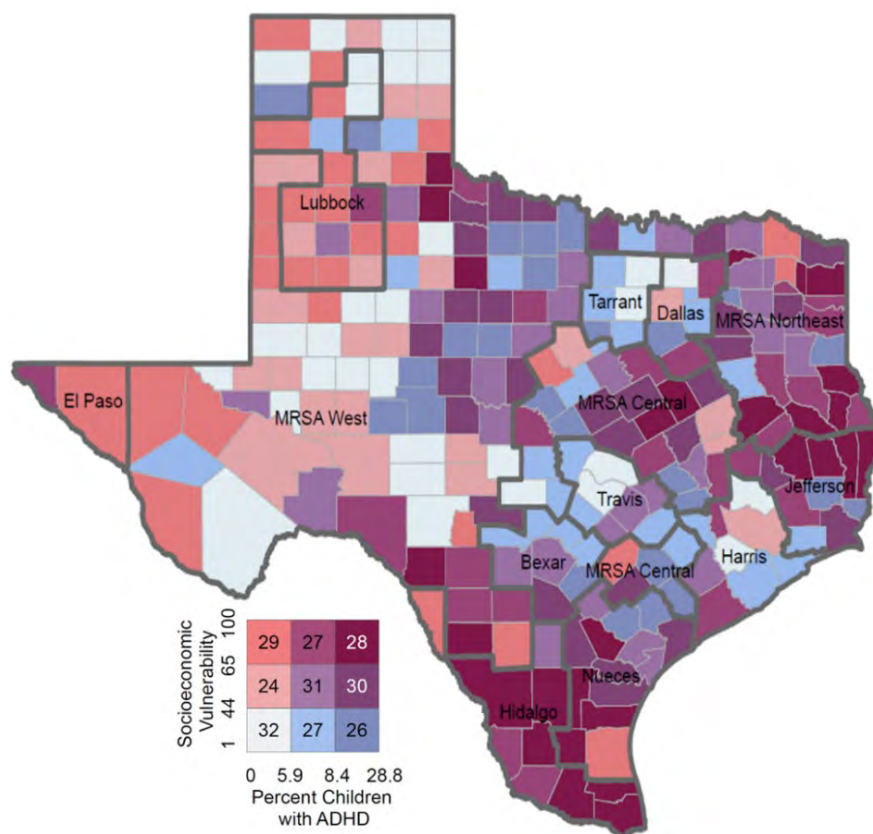 Lubbock
Tarrant
Dallas
MRSA Northeast
El Paso
MRSA West
MRSA Central
Travis
Jefferson
Harris
Bexar
MRSA Central
Nueces
Hidalgo
Socioeconomic
Vulnerability
100
65
44
1
29 27 28
24 31 30
32 27 26
0 5.9 8.4 28.8
Percent Children
with ADHD